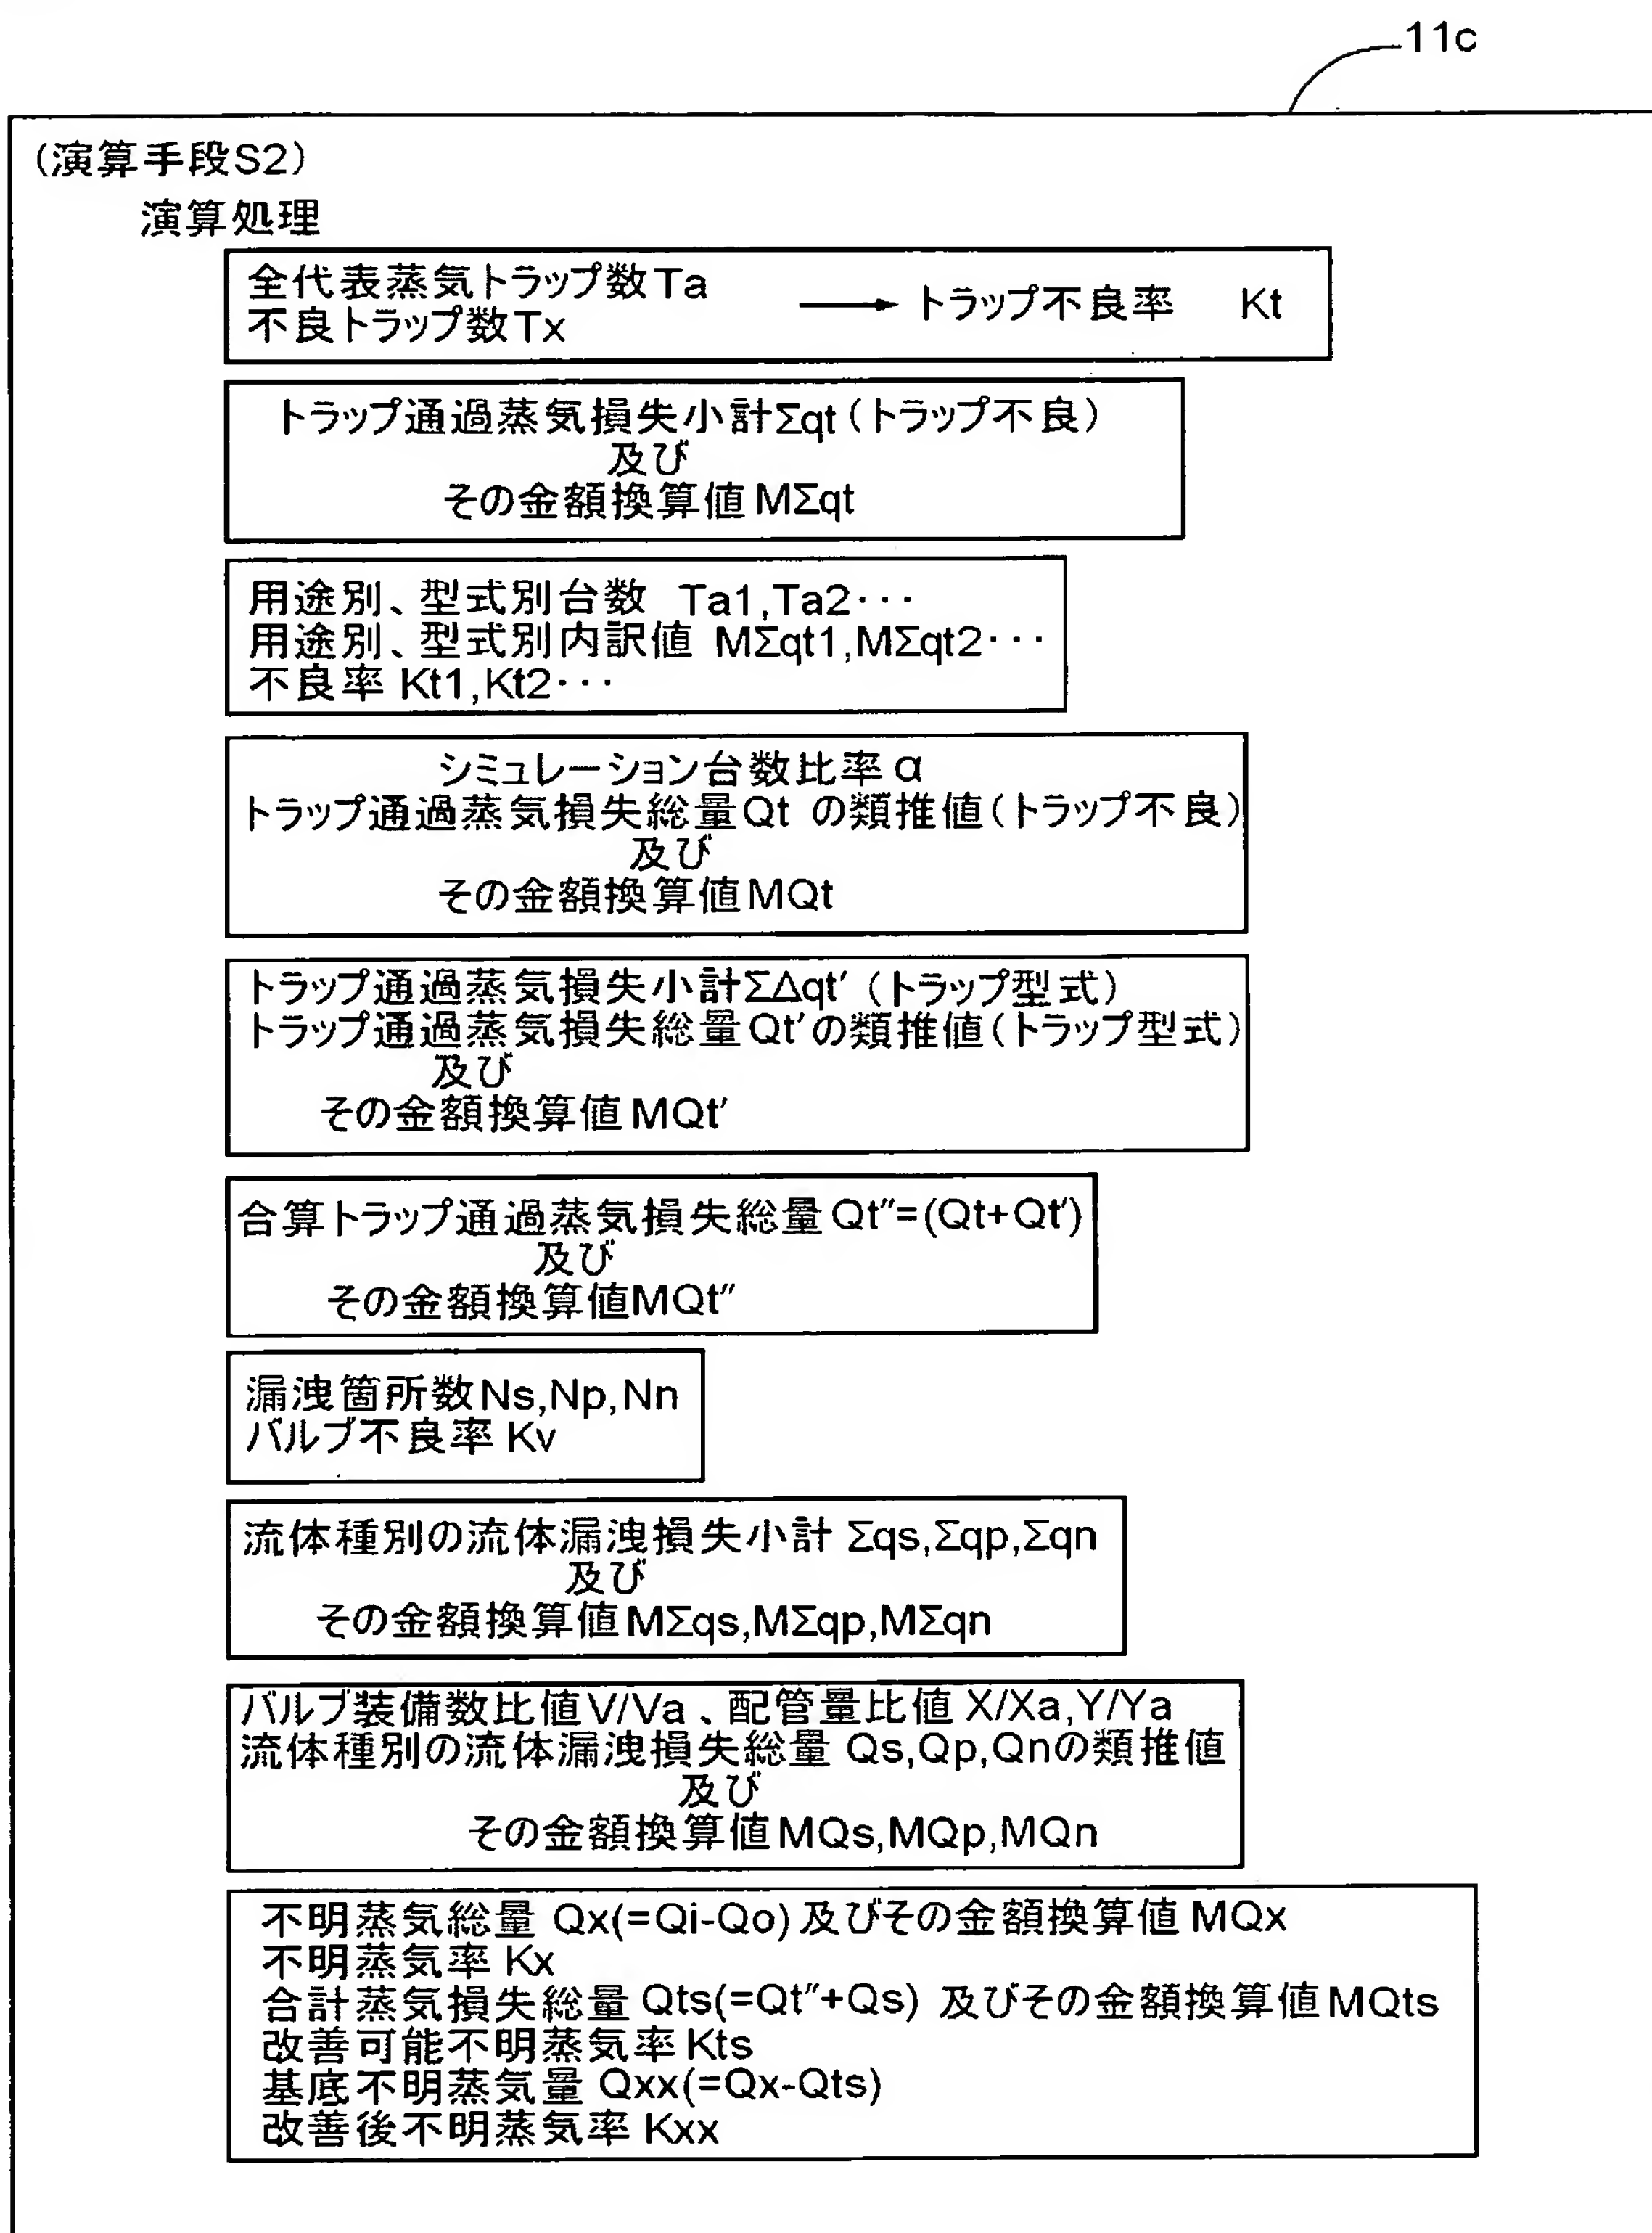 11c
(演算手段S2)
演算処理
全代表蒸気トラップ数Ta
不良トラップ数Tx
→ トラップ不良率 Kt
トラップ通過蒸気損失小計Σqt(トラップ不良)
及び
その金額換算値MΣqt
用途別、型式別台数 Ta1,Ta2･･･
用途別、型式別内訳値 MΣqt1,MΣqt2･･･
不良率 Kt1,Kt2･･･
シミュレーション台数比率α
トラップ通過蒸気損失総量Qt の類推値(トラップ不良)
及び
その金額換算値MQt
トラップ通過蒸気損失小計ΣΔqt′(トラップ型式)
トラップ通過蒸気損失総量Qt′の類推値(トラップ型式)
及び
その金額換算値MQt′
合算トラップ通過蒸気損失総量Qt″=(Qt+Qt′)
及び
その金額換算値MQt″
漏洩箇所数Ns,Np,Nn
バルブ不良率Kv
流体種別の流体漏洩損失小計 Σqs,Σqp,Σqn
及び
その金額換算値MΣqs,MΣqp,MΣqn
バルブ装備数比値V/Va、配管量比値X/Xa,Y/Ya
流体種別の流体漏洩損失総量 Qs,Qp,Qnの類推値
及び
その金額換算値MQs,MQp,MQn
不明蒸気総量 Qx(=Qi-Qo)及びその金額換算値MQx
不明蒸気率Kx
合計蒸気損失総量 Qts(=Qt″+Qs) 及びその金額換算値MQts
改善可能不明蒸気率Kts
基底不明蒸気量 Qxx(=Qx-Qts)
改善後不明蒸気率Kxx